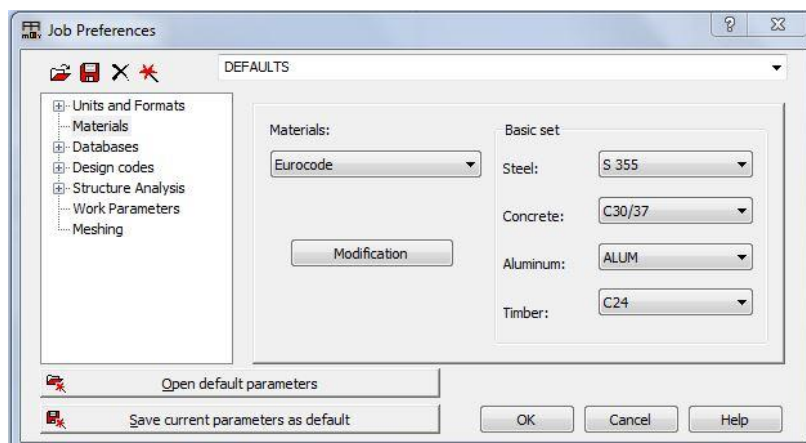 Job Preferences
DEFAULTS
Units and Formats
Materials
Databases
Design codes
Structure Analysis
Work Parameters
Meshing
Materials:
Eurocode
Modification
Basic set
Steel:
S 355
Concrete:
C30/37
Aluminum:
ALUM
Timber:
C24
Open default parameters
Save current parameters as default
OK
Cancel
Help